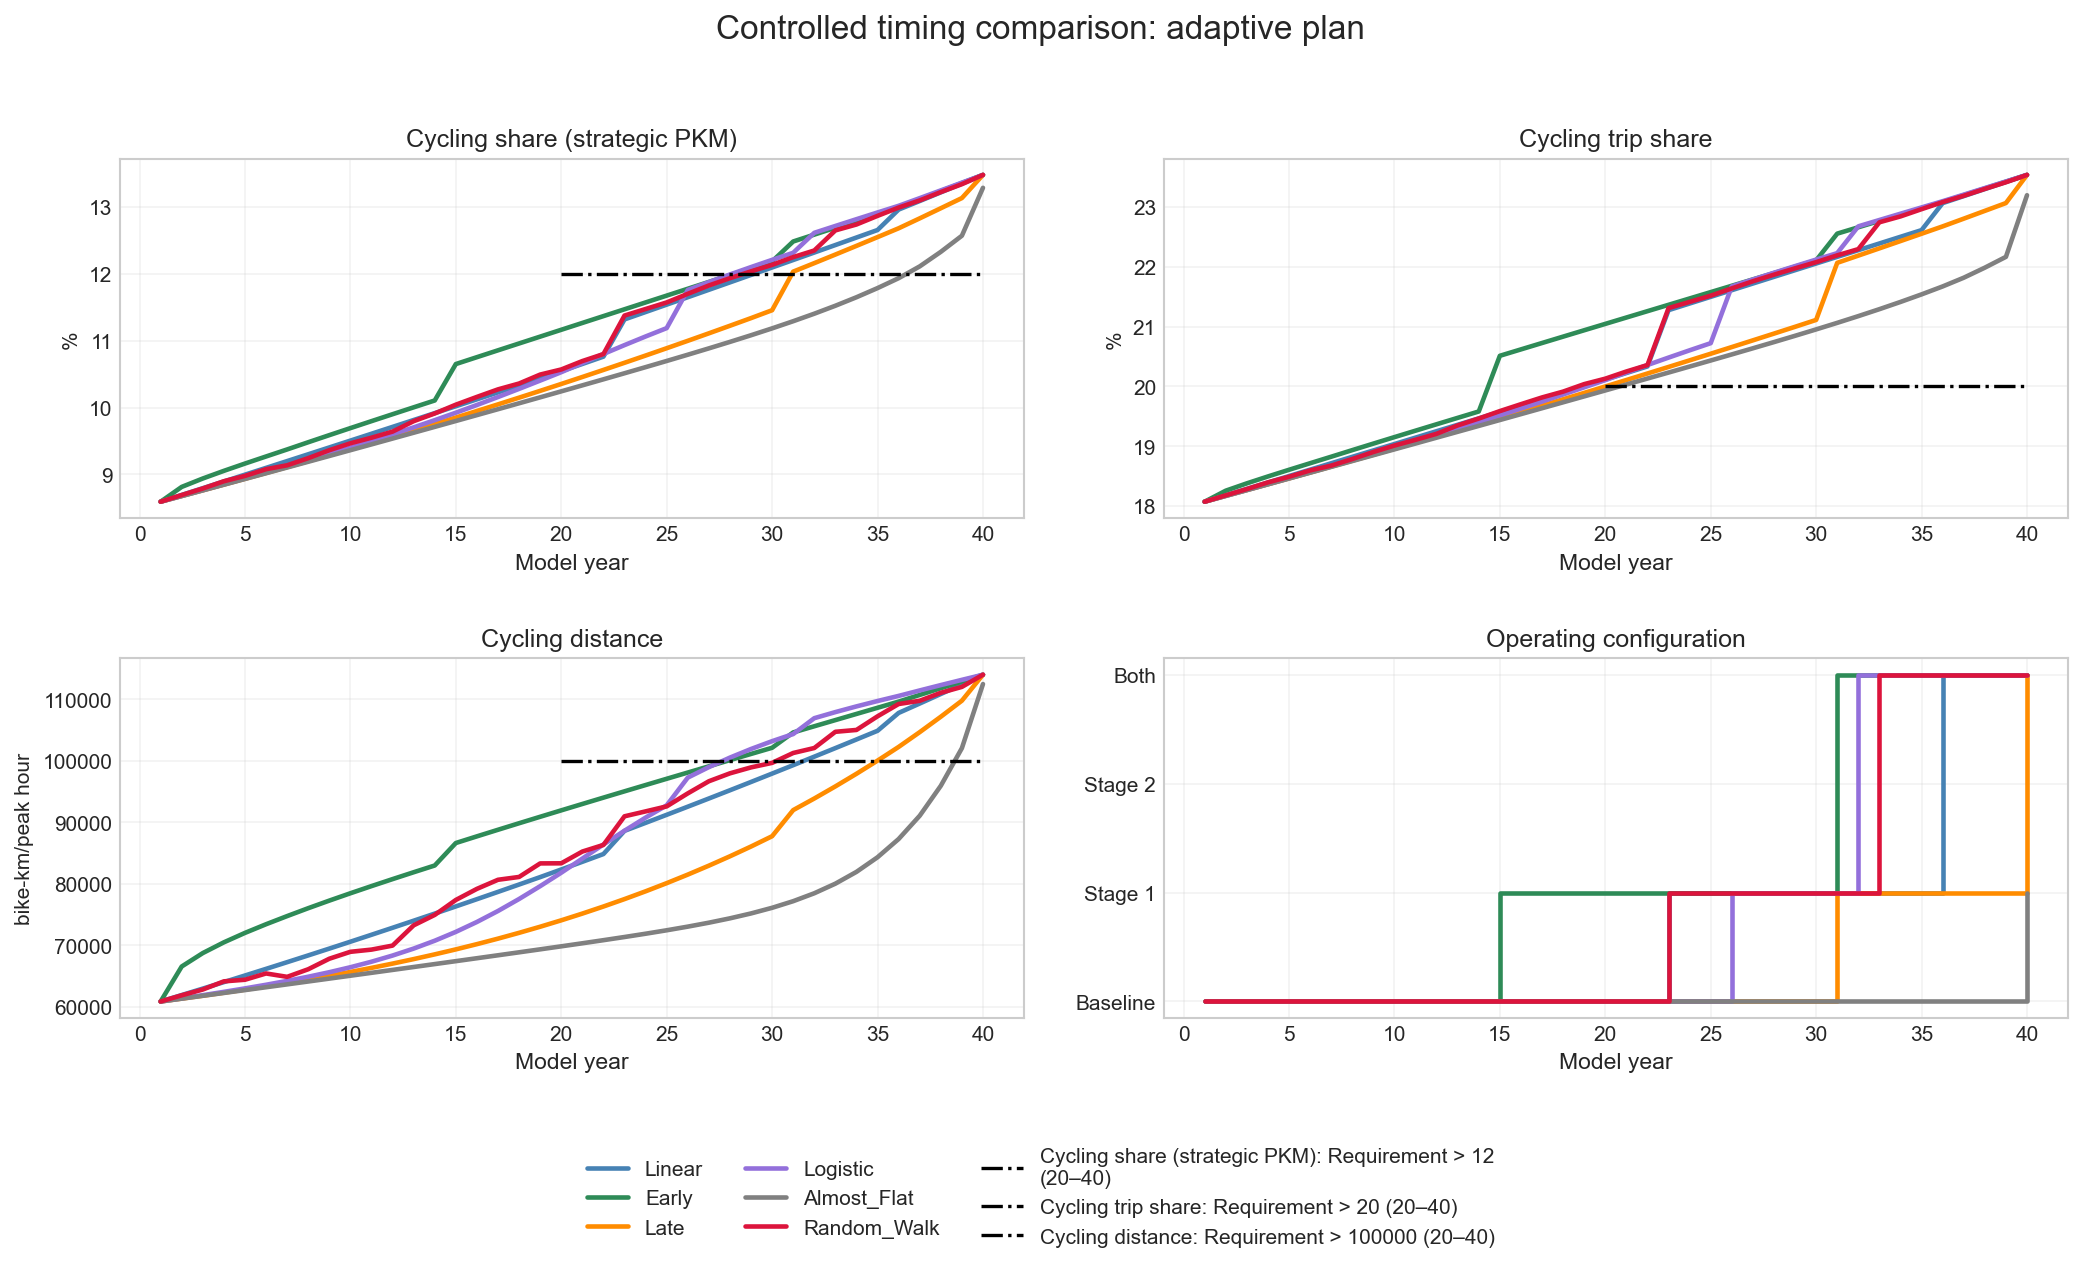 Controlled timing comparison: adaptive plan
Cycling share (strategic PKM)
%
13
12
11
10
9
0 5 10 15 20 25 30 35 40
Model year
Cycling trip share
%
23
22
21
20
19
18
0 5 10 15 20 25 30 35 40
Model year
Cycling distance
bike-km/peak hour
110000
100000
90000
80000
70000
60000
0 5 10 15 20 25 30 35 40
Model year
Operating configuration
Both
Stage 2
Stage 1
Baseline
0 5 10 15 20 25 30 35 40
Model year
Linear
Early
Late
Logistic
Almost_Flat
Random_Walk
Cycling share (strategic PKM): Requirement > 12
(20–40)
Cycling trip share: Requirement > 20 (20–40)
Cycling distance: Requirement > 100000 (20–40)